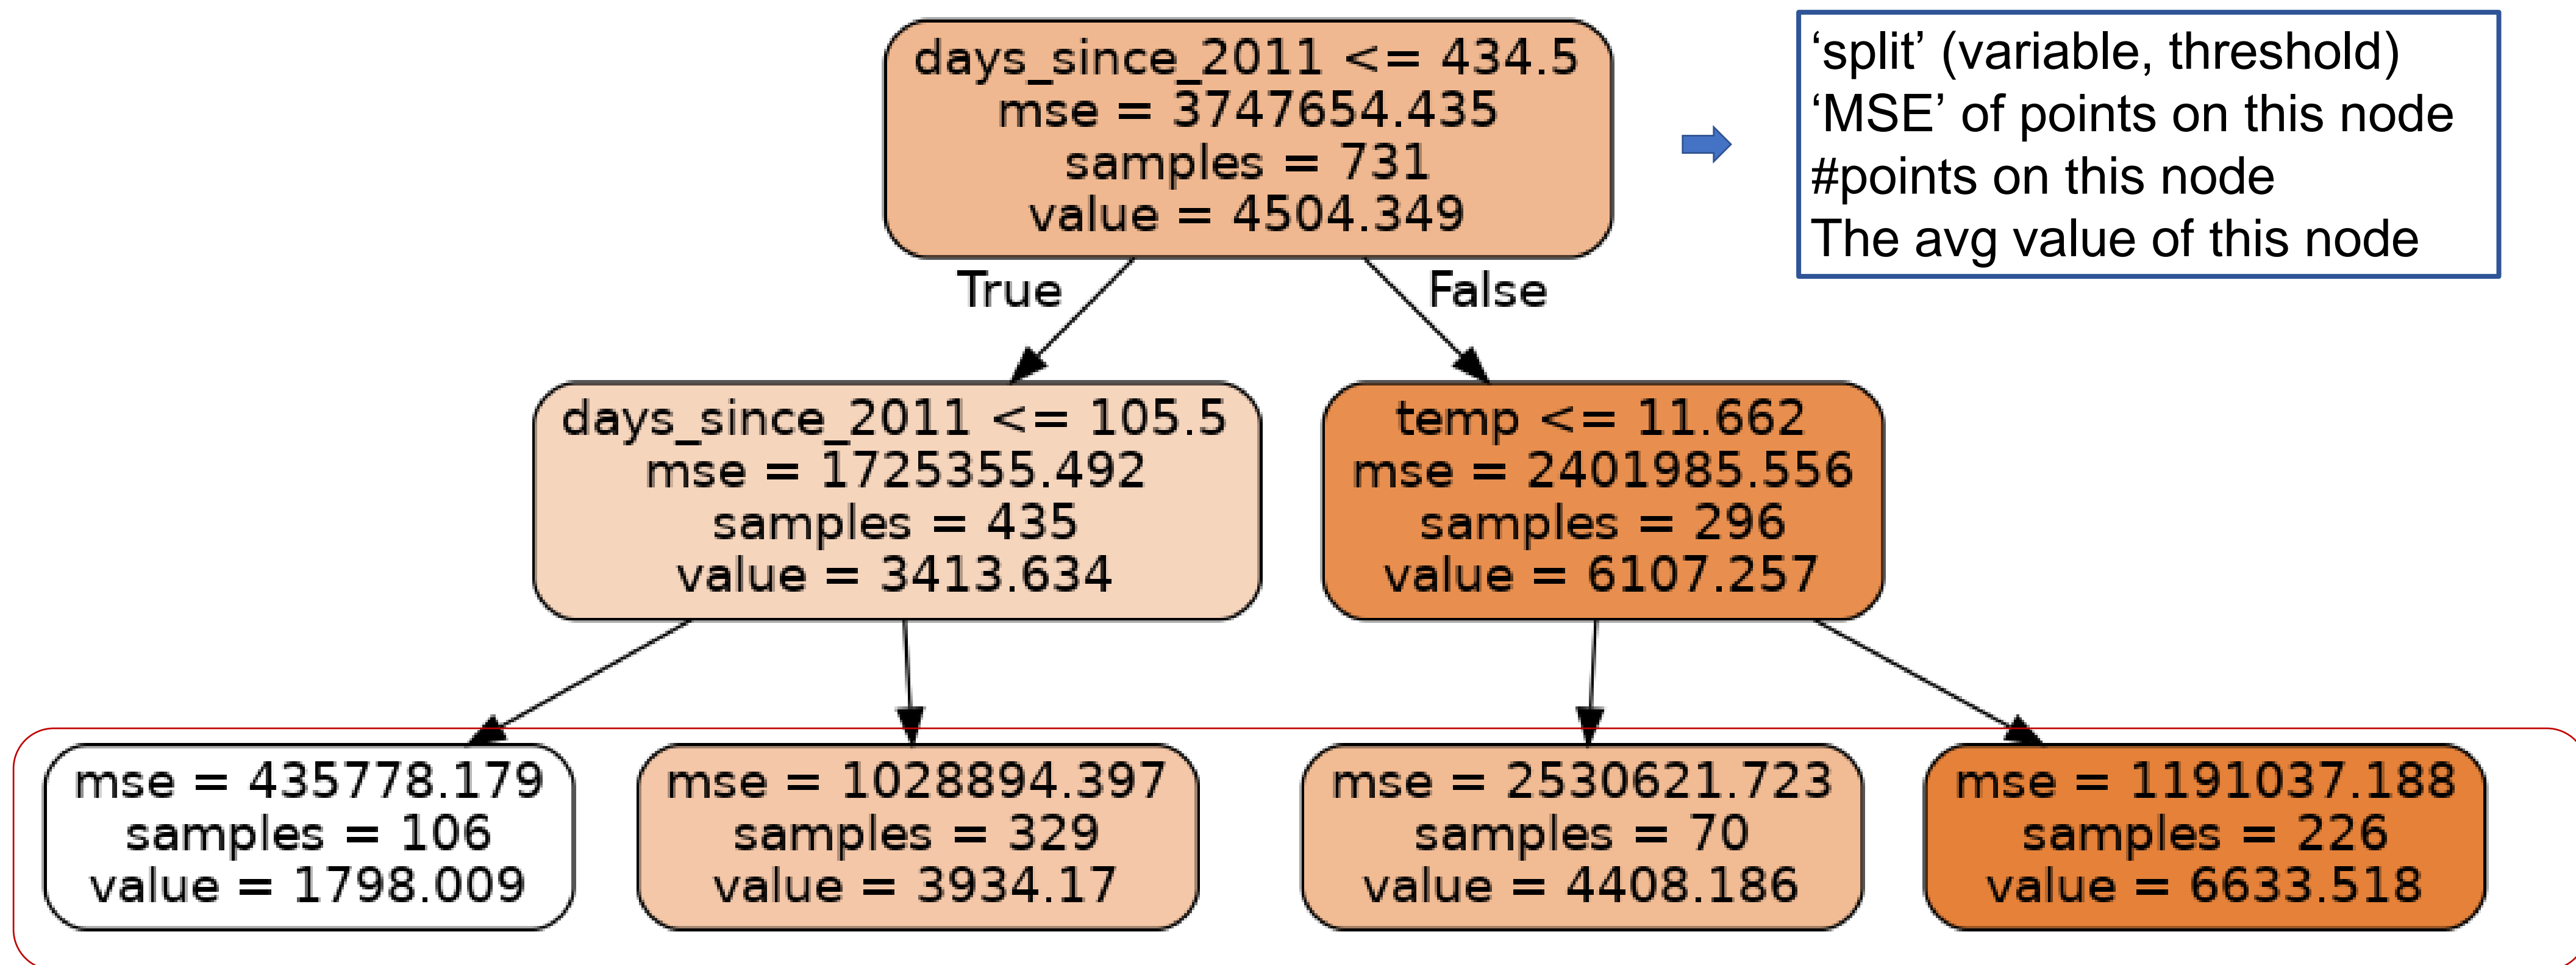 days_since_2011 <= 434.5
mse = 3747654.435
samples = 731
value = 4504.349
‘split’ (variable, threshold)
‘MSE’ of points on this node
#points on this node
The avg value of this node
True
False
days_since_2011 <= 105.5
mse = 1725355.492
samples = 435
value = 3413.634
temp <= 11.662
mse = 2401985.556
samples = 296
value = 6107.257
mse = 435778.179
samples = 106
value = 1798.009
mse = 1028894.397
samples = 329
value = 3934.17
mse = 2530621.723
samples = 70
value = 4408.186
mse = 1191037.188
samples = 226
value = 6633.518